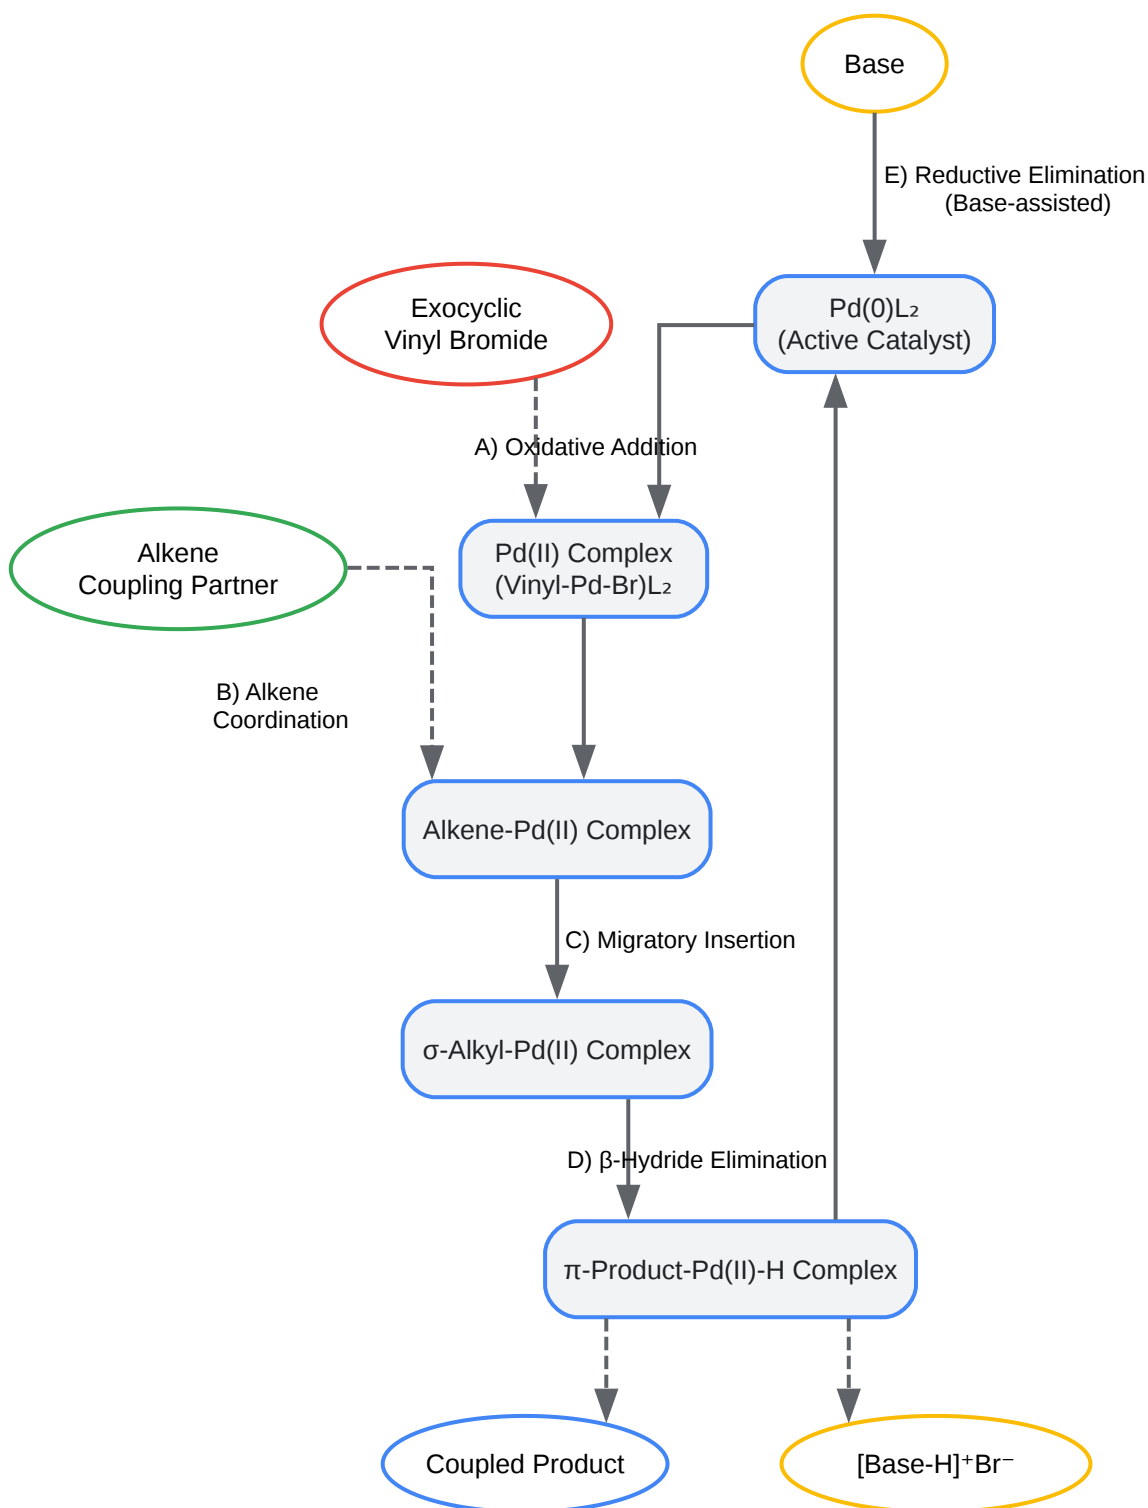 Base
E) Reductive Elimination
(Base-assisted)
Exocyclic
Vinyl Bromide
Pd(0)L₂
(Active Catalyst)
A) Oxidative Addition
Alkene
Coupling Partner
Pd(II) Complex
(Vinyl-Pd-Br)L₂
B) Alkene
Coordination
Alkene-Pd(II) Complex
C) Migratory Insertion
σ-Alkyl-Pd(II) Complex
D) β-Hydride Elimination
π-Product-Pd(II)-H Complex
Coupled Product
[Base-H]⁺Br⁻